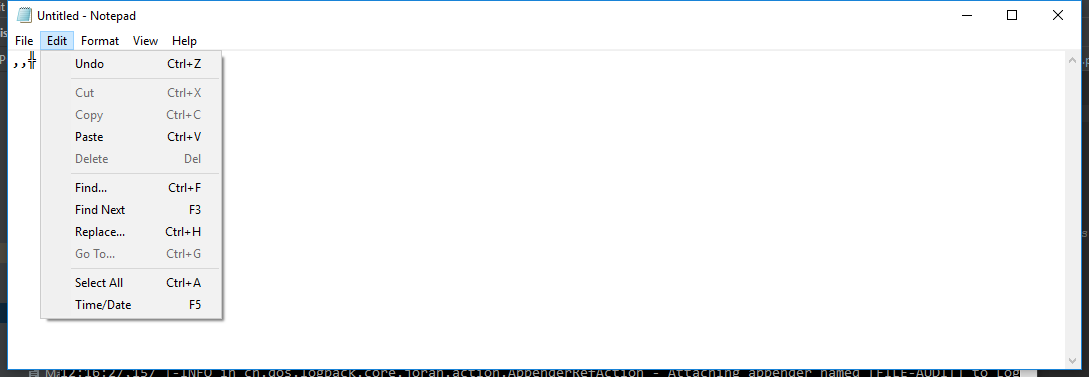 Untitled - Notepad
File Edit Format View Help
,,╬
Undo Ctrl+Z
Cut Ctrl+X
Copy Ctrl+C
Paste Ctrl+V
Delete Del
Find... Ctrl+F
Find Next F3
Replace... Ctrl+H
Go To... Ctrl+G
Select All Ctrl+A
Time/Date F5
12:16:27,157 |-INFO in ch.qos.logback.core.joran.action.AppenderRefAction - Attaching appender named [FILE-AUDIT] to Log